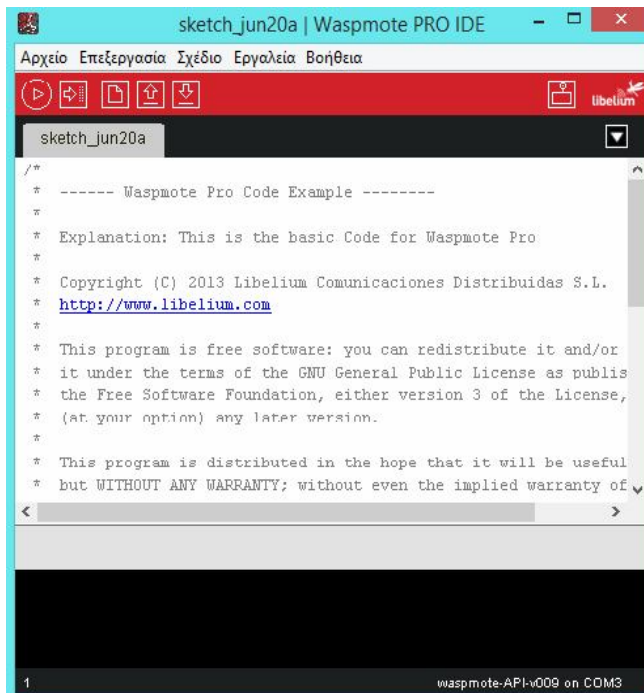 sketch_jun20a | Waspmote PRO IDE
Αρχείο Επεξεργασία Σχέδιο Εργαλεία Βοήθεια
libelium
sketch_jun20a
/*
* ------ Waspmote Pro Code Example --------
*
* Explanation: This is the basic Code for Waspmote Pro
*
* Copyright (C) 2013 Libelium Comunicaciones Distribuidas S.L.
* http://www.libelium.com
*
* This program is free software: you can redistribute it and/or
* it under the terms of the GNU General Public License as publis
* the Free Software Foundation, either version 3 of the License,
* (at your option) any later version.
*
* This program is distributed in the hope that it will be useful
* but WITHOUT ANY WARRANTY; without even the implied warranty of
1
waspmote-API-v009 on COM3